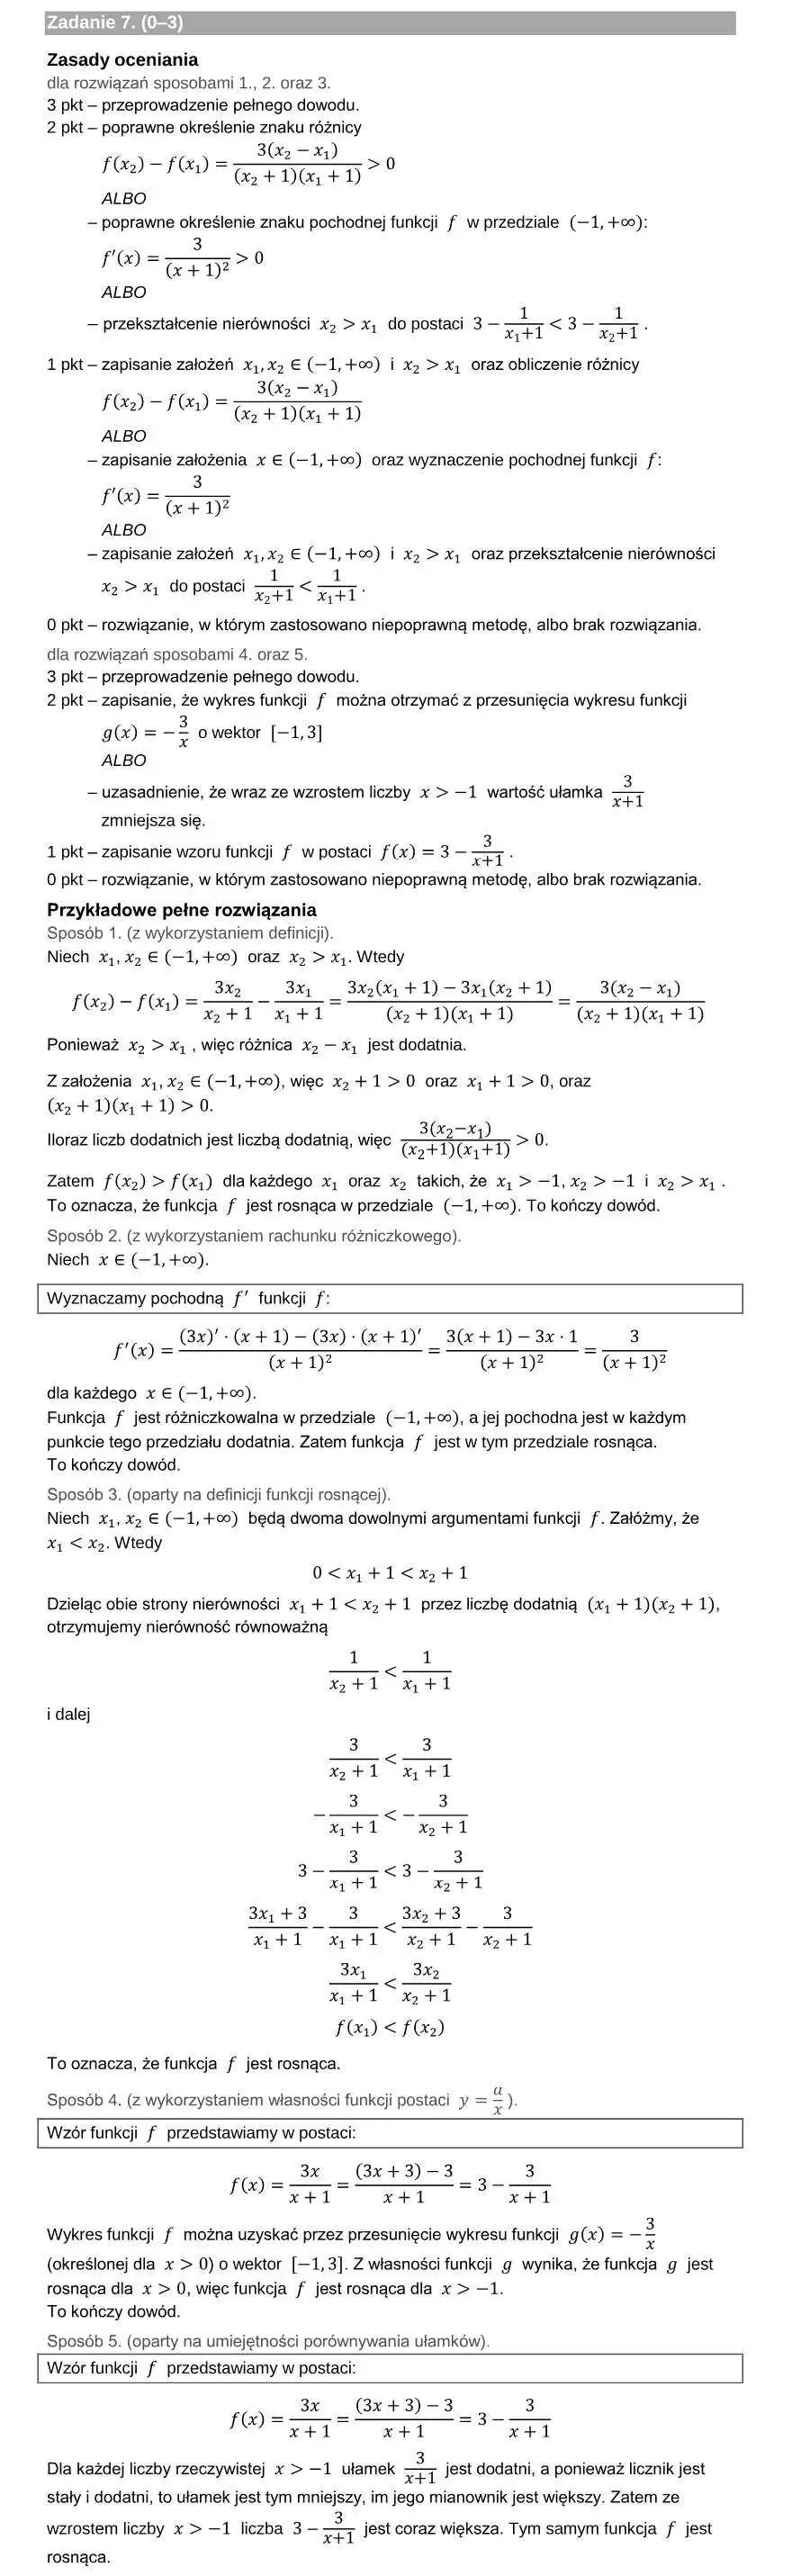 Zadanie 7. (0–3)
Zasady oceniania
dla rozwiązań sposobami 1., 2. oraz 3.
3 pkt – przeprowadzenie pełnego dowodu.
2 pkt – poprawne określenie znaku różnicy
f(x₂) − f(x₁) = 3(x₂ − x₁)/((x₂ + 1)(x₁ + 1)) > 0
ALBO
– poprawne określenie znaku pochodnej funkcji f w przedziale (−1, +∞):
f′(x) = 3/(x + 1)² > 0
ALBO
– przekształcenie nierówności x₂ > x₁ do postaci 3 − 1/(x₁+1) < 3 − 1/(x₂+1) .
1 pkt – zapisanie założeń x₁, x₂ ∈ (−1, +∞) i x₂ > x₁ oraz obliczenie różnicy
f(x₂) − f(x₁) = 3(x₂ − x₁)/((x₂ + 1)(x₁ + 1))
ALBO
– zapisanie założenia x ∈ (−1, +∞) oraz wyznaczenie pochodnej funkcji f:
f′(x) = 3/(x + 1)²
ALBO
– zapisanie założeń x₁, x₂ ∈ (−1, +∞) i x₂ > x₁ oraz przekształcenie nierówności
x₂ > x₁ do postaci 1/(x₂+1) < 1/(x₁+1) .
0 pkt – rozwiązanie, w którym zastosowano niepoprawną metodę, albo brak rozwiązania.
dla rozwiązań sposobami 4. oraz 5.
3 pkt – przeprowadzenie pełnego dowodu.
2 pkt – zapisanie, że wykres funkcji f można otrzymać z przesunięcia wykresu funkcji
g(x) = −3/x o wektor [−1, 3]
ALBO
– uzasadnienie, że wraz ze wzrostem liczby x > −1 wartość ułamka 3/(x+1)
zmniejsza się.
1 pkt – zapisanie wzoru funkcji f w postaci f(x) = 3 − 3/(x+1) .
0 pkt – rozwiązanie, w którym zastosowano niepoprawną metodę, albo brak rozwiązania.
Przykładowe pełne rozwiązania
Sposób 1. (z wykorzystaniem definicji).
Niech x₁, x₂ ∈ (−1, +∞) oraz x₂ > x₁. Wtedy
f(x₂) − f(x₁) = 3x₂/(x₂ + 1) − 3x₁/(x₁ + 1) = (3x₂(x₁ + 1) − 3x₁(x₂ + 1))/((x₂ + 1)(x₁ + 1)) = 3(x₂ − x₁)/((x₂ + 1)(x₁ + 1))
Ponieważ x₂ > x₁ , więc różnica x₂ − x₁ jest dodatnia.
Z założenia x₁, x₂ ∈ (−1, +∞), więc x₂ + 1 > 0 oraz x₁ + 1 > 0, oraz
(x₂ + 1)(x₁ + 1) > 0.
Iloraz liczb dodatnich jest liczbą dodatnią, więc 3(x₂−x₁)/((x₂+1)(x₁+1)) > 0.
Zatem f(x₂) > f(x₁) dla każdego x₁ oraz x₂ takich, że x₁ > −1, x₂ > −1 i x₂ > x₁ .
To oznacza, że funkcja f jest rosnąca w przedziale (−1, +∞). To kończy dowód.
Sposób 2. (z wykorzystaniem rachunku różniczkowego).
Niech x ∈ (−1, +∞).
Wyznaczamy pochodną f′ funkcji f:
f′(x) = ((3x)′ · (x + 1) − (3x) · (x + 1)′)/(x + 1)² = (3(x + 1) − 3x · 1)/(x + 1)² = 3/(x + 1)²
dla każdego x ∈ (−1, +∞).
Funkcja f jest różniczkowalna w przedziale (−1, +∞), a jej pochodna jest w każdym
punkcie tego przedziału dodatnia. Zatem funkcja f jest w tym przedziale rosnąca.
To kończy dowód.
Sposób 3. (oparty na definicji funkcji rosnącej).
Niech x₁, x₂ ∈ (−1, +∞) będą dwoma dowolnymi argumentami funkcji f. Załóżmy, że
x₁ < x₂. Wtedy
0 < x₁ + 1 < x₂ + 1
Dzieląc obie strony nierówności x₁ + 1 < x₂ + 1 przez liczbę dodatnią (x₁ + 1)(x₂ + 1),
otrzymujemy nierówność równoważną
1/(x₂ + 1) < 1/(x₁ + 1)
i dalej
3/(x₂ + 1) < 3/(x₁ + 1)
−3/(x₁ + 1) < −3/(x₂ + 1)
3 − 3/(x₁ + 1) < 3 − 3/(x₂ + 1)
(3x₁ + 3)/(x₁ + 1) − 3/(x₁ + 1) < (3x₂ + 3)/(x₂ + 1) − 3/(x₂ + 1)
3x₁/(x₁ + 1) < 3x₂/(x₂ + 1)
f(x₁) < f(x₂)
To oznacza, że funkcja f jest rosnąca.
Sposób 4. (z wykorzystaniem własności funkcji postaci y = a/x ).
Wzór funkcji f przedstawiamy w postaci:
f(x) = 3x/(x + 1) = ((3x + 3) − 3)/(x + 1) = 3 − 3/(x + 1)
Wykres funkcji f można uzyskać przez przesunięcie wykresu funkcji g(x) = −3/x
(określonej dla x > 0) o wektor [−1, 3]. Z własności funkcji g wynika, że funkcja g jest
rosnąca dla x > 0, więc funkcja f jest rosnąca dla x > −1.
To kończy dowód.
Sposób 5. (oparty na umiejętności porównywania ułamków).
Wzór funkcji f przedstawiamy w postaci:
f(x) = 3x/(x + 1) = ((3x + 3) − 3)/(x + 1) = 3 − 3/(x + 1)
Dla każdej liczby rzeczywistej x > −1 ułamek 3/(x+1) jest dodatni, a ponieważ licznik jest
stały i dodatni, to ułamek jest tym mniejszy, im jego mianownik jest większy. Zatem ze
wzrostem liczby x > −1 liczba 3 − 3/(x+1) jest coraz większa. Tym samym funkcja f jest
rosnąca.